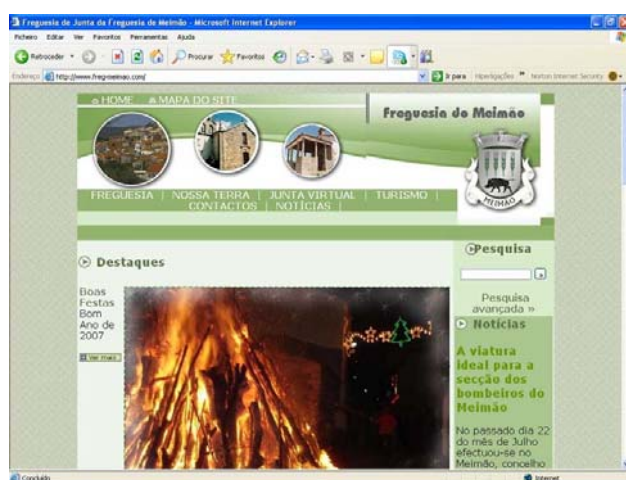 Freguesia de Junta da Freguesia de Meimão - Microsoft Internet Explorer
Ficheiro Editar Ver Favoritos Ferramentas Ajuda
Retroceder Procurar Favoritos
Endereço http://www.freg-meimao.com/ Ir para Hiperligações » Norton Internet Security
HOME MAPA DO SITE
Freguesia do Meimão
MEIMÃO
FREGUESIA | NOSSA TERRA | JUNTA VIRTUAL | TURISMO |
CONTACTOS | NOTÍCIAS |
Destaques
Boas
Festas
Bom
Ano de
2007
Ver mais
Pesquisa
Pesquisa
avançada »
Notícias
A viatura
ideal para a
secção dos
bombeiros do
Meimão
No passado dia 22
do mês de Julho
efectuou-se no
Meimão, concelho
Concluído Internet